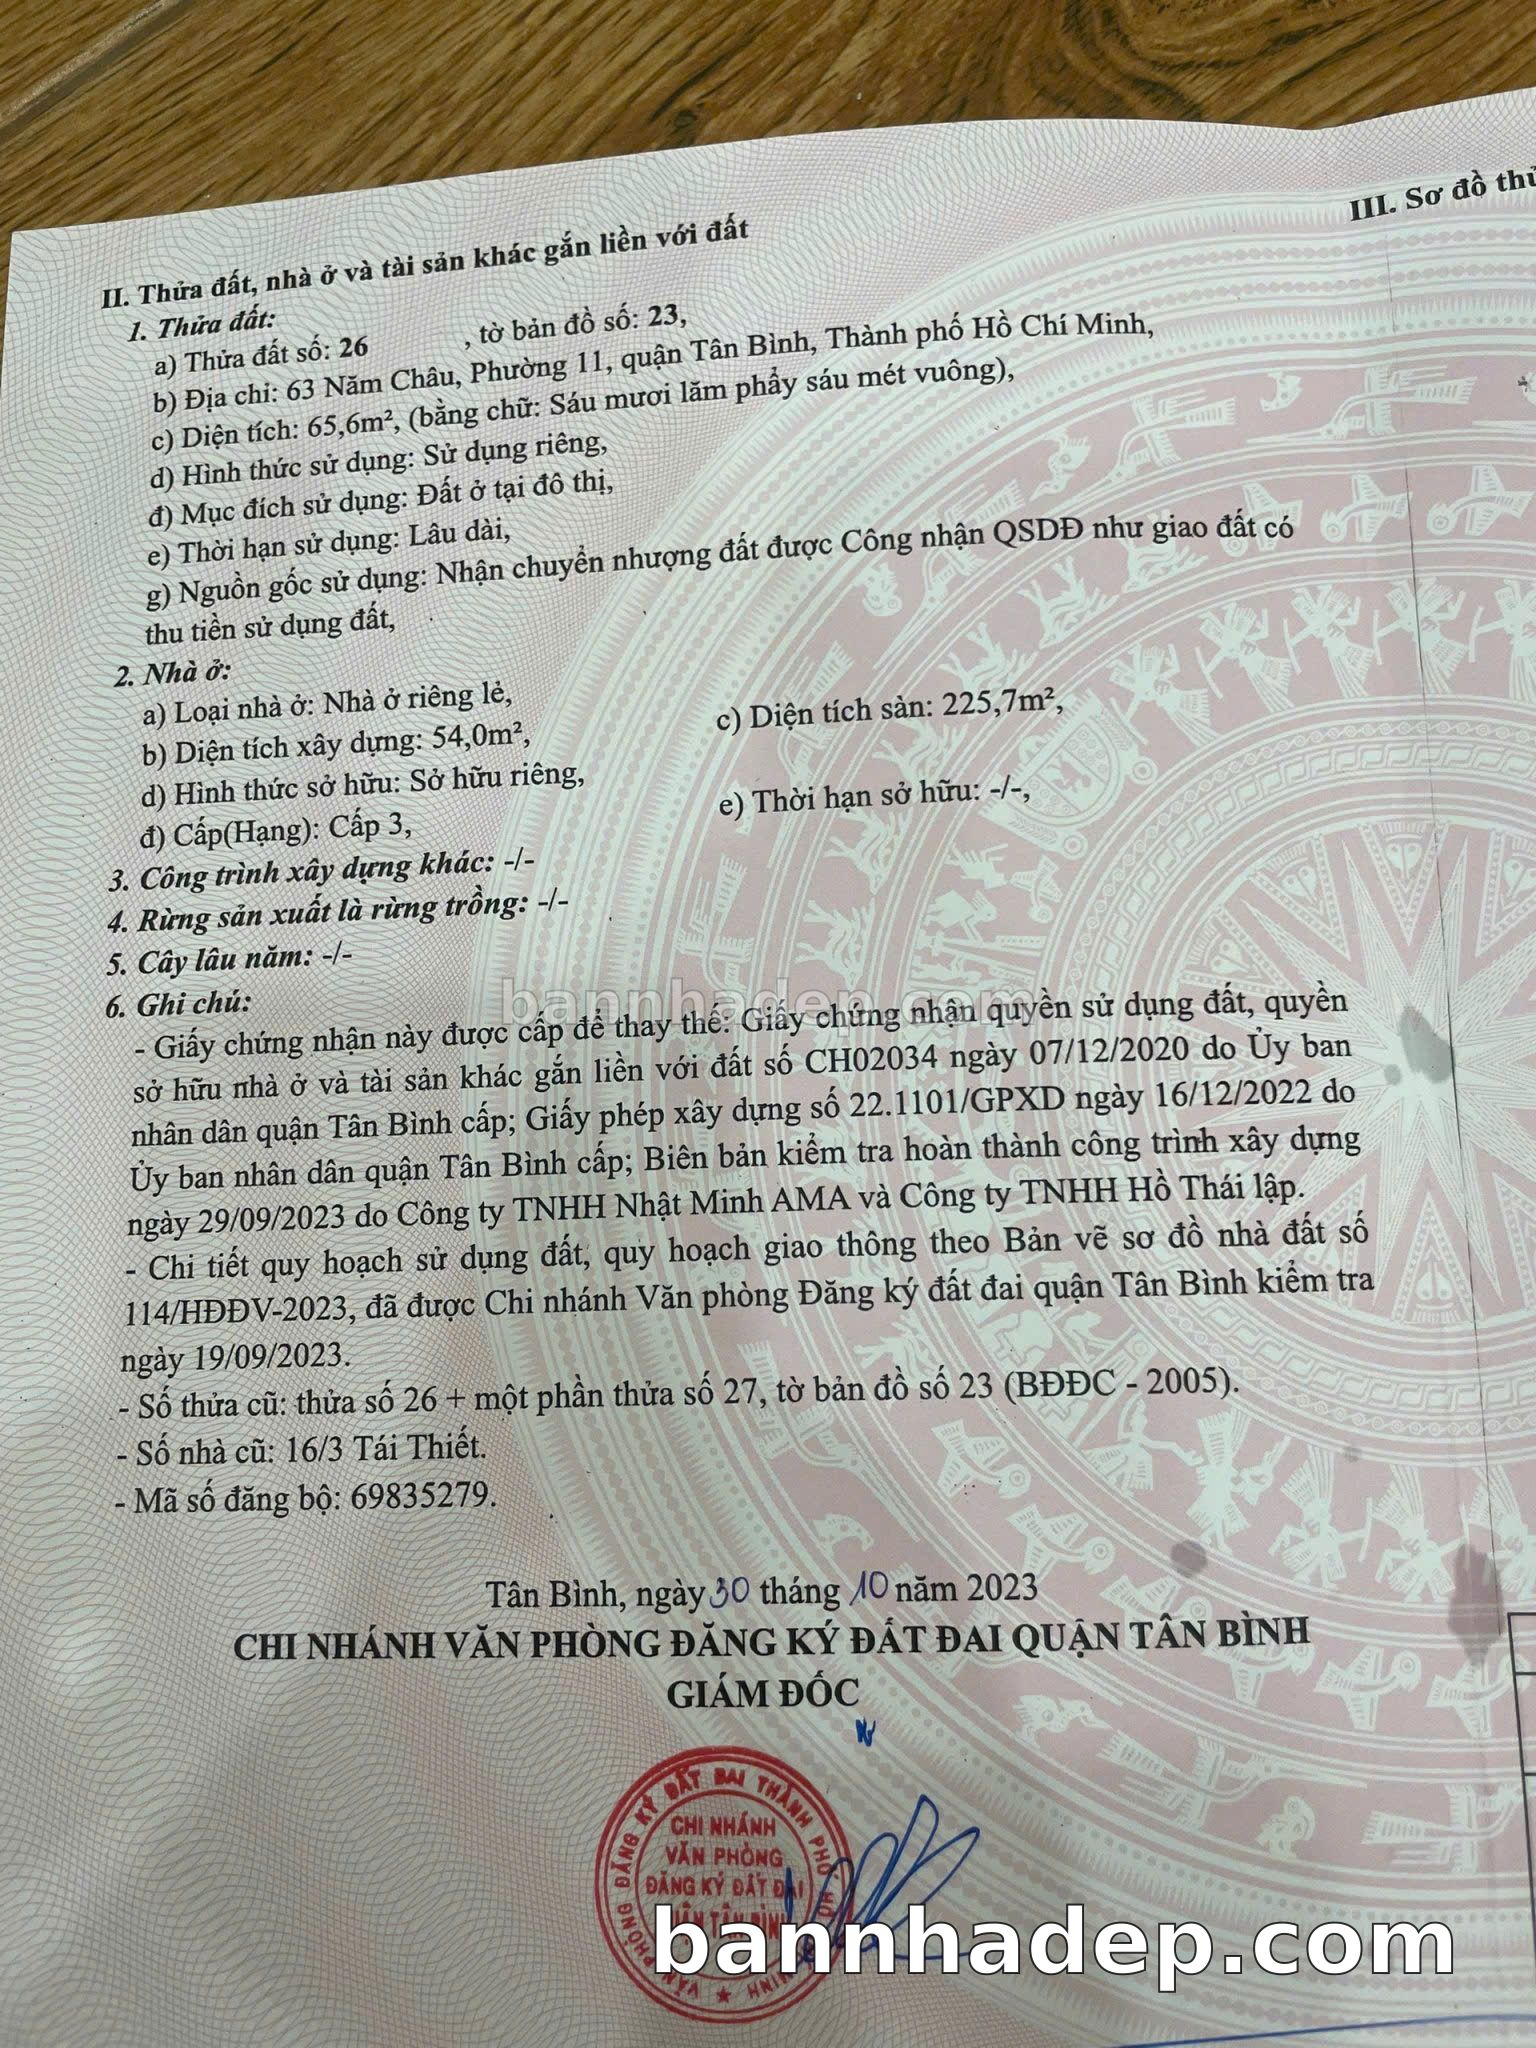 II. Thửa đất, nhà ở và tài sản khác gắn liền với đất
III. Sơ đồ
1. Thửa đất:
a) Thửa đất số: 26 , tờ bản đồ số: 23,
b) Địa chỉ: 63 Năm Châu, Phường 11, quận Tân Bình, Thành phố Hồ Chí Minh,
c) Diện tích: 65,6m², (bằng chữ: Sáu mươi lăm phẩy sáu mét vuông),
d) Hình thức sử dụng: Sử dụng riêng,
đ) Mục đích sử dụng: Đất ở tại đô thị,
e) Thời hạn sử dụng: Lâu dài,
g) Nguồn gốc sử dụng: Nhận chuyển nhượng đất được Công nhận QSDĐ như giao đất có
thu tiền sử dụng đất,
2. Nhà ở:
a) Loại nhà ở: Nhà ở riêng lẻ,
b) Diện tích xây dựng: 54,0m², c) Diện tích sàn: 225,7m²,
d) Hình thức sở hữu: Sở hữu riêng,
đ) Cấp(Hạng): Cấp 3, e) Thời hạn sở hữu: -/-,
3. Công trình xây dựng khác: -/-
4. Rừng sản xuất là rừng trồng: -/-
5. Cây lâu năm: -/-
6. Ghi chú:
bannhadep.com
- Giấy chứng nhận này được cấp để thay thế: Giấy chứng nhận quyền sử dụng đất, quyền
sở hữu nhà ở và tài sản khác gắn liền với đất số CH02034 ngày 07/12/2020 do Ủy ban
nhân dân quận Tân Bình cấp; Giấy phép xây dựng số 22.1101/GPXD ngày 16/12/2022 do
Ủy ban nhân dân quận Tân Bình cấp; Biên bản kiểm tra hoàn thành công trình xây dựng
ngày 29/09/2023 do Công ty TNHH Nhật Minh AMA và Công ty TNHH Hồ Thái lập.
- Chi tiết quy hoạch sử dụng đất, quy hoạch giao thông theo Bản vẽ sơ đồ nhà đất số
114/HĐĐV-2023, đã được Chi nhánh Văn phòng Đăng ký đất đai quận Tân Bình kiểm tra
ngày 19/09/2023.
- Số thửa cũ: thửa số 26 + một phần thửa số 27, tờ bản đồ số 23 (BĐĐC - 2005).
- Số nhà cũ: 16/3 Tái Thiết.
- Mã số đăng bộ: 69835279.
Tân Bình, ngày 30 tháng 10 năm 2023
CHI NHÁNH VĂN PHÒNG ĐĂNG KÝ ĐẤT ĐAI QUẬN TÂN BÌNH
GIÁM ĐỐC
VĂN PHÒNG ĐĂNG KÝ ĐẤT ĐAI THÀNH PHỐ HỒ MINH
CHI NHÁNH
VĂN PHÒNG
ĐĂNG KÝ ĐẤT ĐAI
QUẬN TÂN BÌNH
bannhadep.com